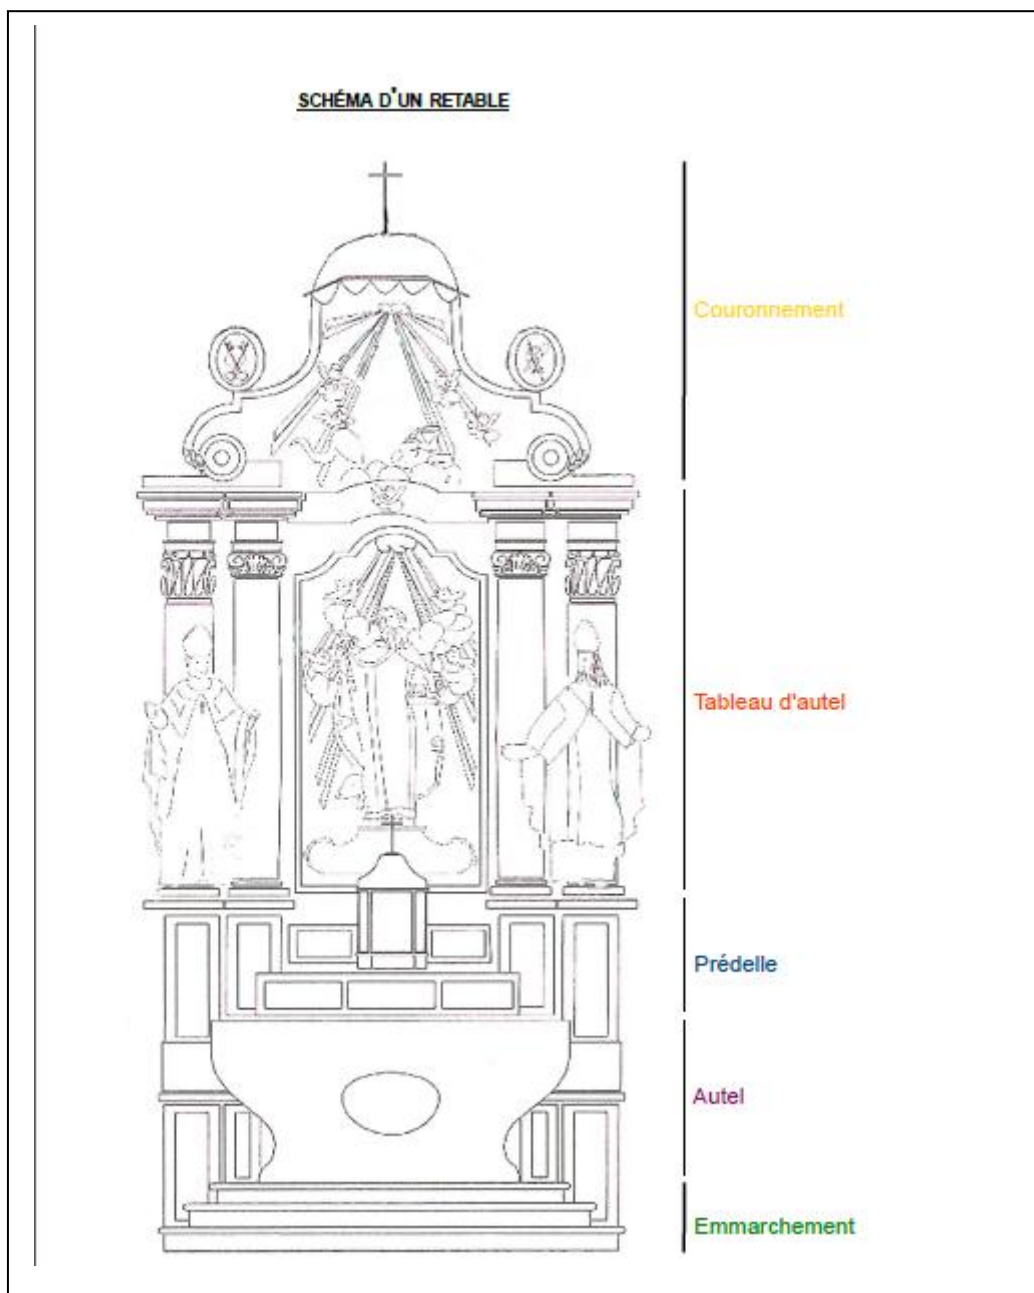 SCHÉMA D'UN RETABLE
Couronnement
Tableau d'autel
Prédelle
Autel
Emmarchement